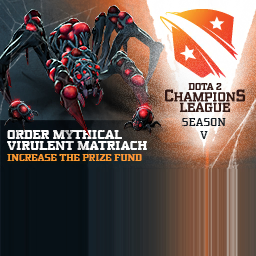 DOTA 2
CHAMPIONS
LEAGUE
SEASON
V
ORDER MYTHICAL
VIRULENT MATRIACH
INCREASE THE PRIZE FUND